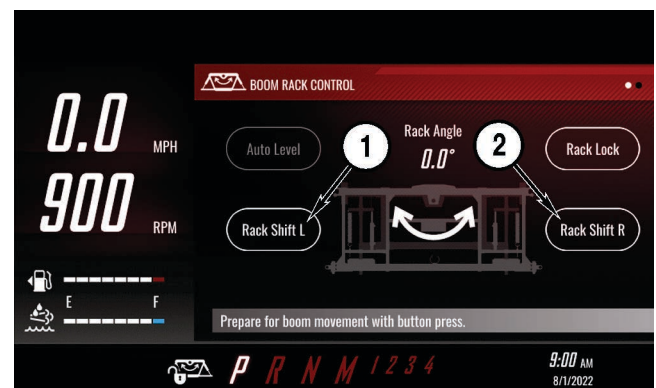 BOOM RACK CONTROL
0.0 MPH
900 RPM
E F
Auto Level
1
Rack Angle
0.0°
2
Rack Lock
Rack Shift L
Rack Shift R
Prepare for boom movement with button press.
P R N M 1 2 3 4
9:00 AM
8/1/2022